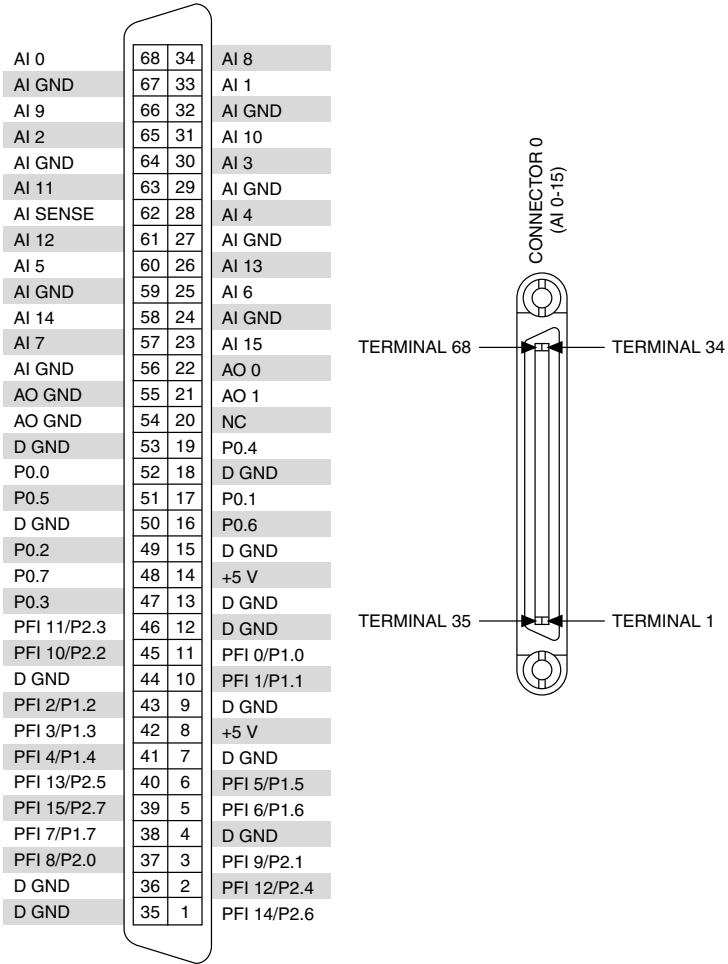 AI 0 68 34 AI 8
AI GND 67 33 AI 1
AI 9 66 32 AI GND
AI 2 65 31 AI 10
AI GND 64 30 AI 3
AI 11 63 29 AI GND
AI SENSE 62 28 AI 4
AI 12 61 27 AI GND
AI 5 60 26 AI 13
AI GND 59 25 AI 6
AI 14 58 24 AI GND
AI 7 57 23 AI 15
AI GND 56 22 AO 0
AO GND 55 21 AO 1
AO GND 54 20 NC
D GND 53 19 P0.4
P0.0 52 18 D GND
P0.5 51 17 P0.1
D GND 50 16 P0.6
P0.2 49 15 D GND
P0.7 48 14 +5 V
P0.3 47 13 D GND
PFI 11/P2.3 46 12 D GND
PFI 10/P2.2 45 11 PFI 0/P1.0
D GND 44 10 PFI 1/P1.1
PFI 2/P1.2 43 9 D GND
PFI 3/P1.3 42 8 +5 V
PFI 4/P1.4 41 7 D GND
PFI 13/P2.5 40 6 PFI 5/P1.5
PFI 15/P2.7 39 5 PFI 6/P1.6
PFI 7/P1.7 38 4 D GND
PFI 8/P2.0 37 3 PFI 9/P2.1
D GND 36 2 PFI 12/P2.4
D GND 35 1 PFI 14/P2.6
CONNECTOR 0
(AI 0-15)
TERMINAL 68 TERMINAL 34
TERMINAL 35 TERMINAL 1